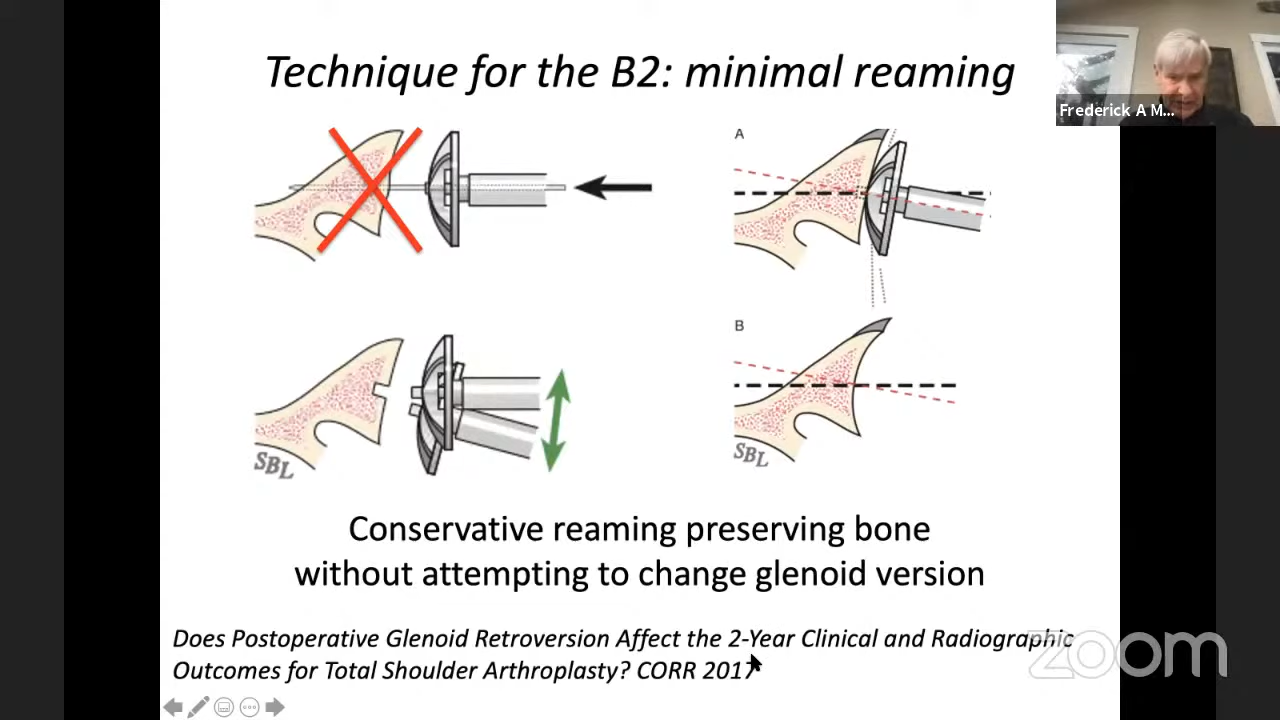 Technique for the B2: minimal reaming
Frederick A M...
A
B
SBL
SBL
Conservative reaming preserving bone
without attempting to change glenoid version
Does Postoperative Glenoid Retroversion Affect the 2-Year Clinical and Radiographic
Outcomes for Total Shoulder Arthroplasty? CORR 2017
zoom